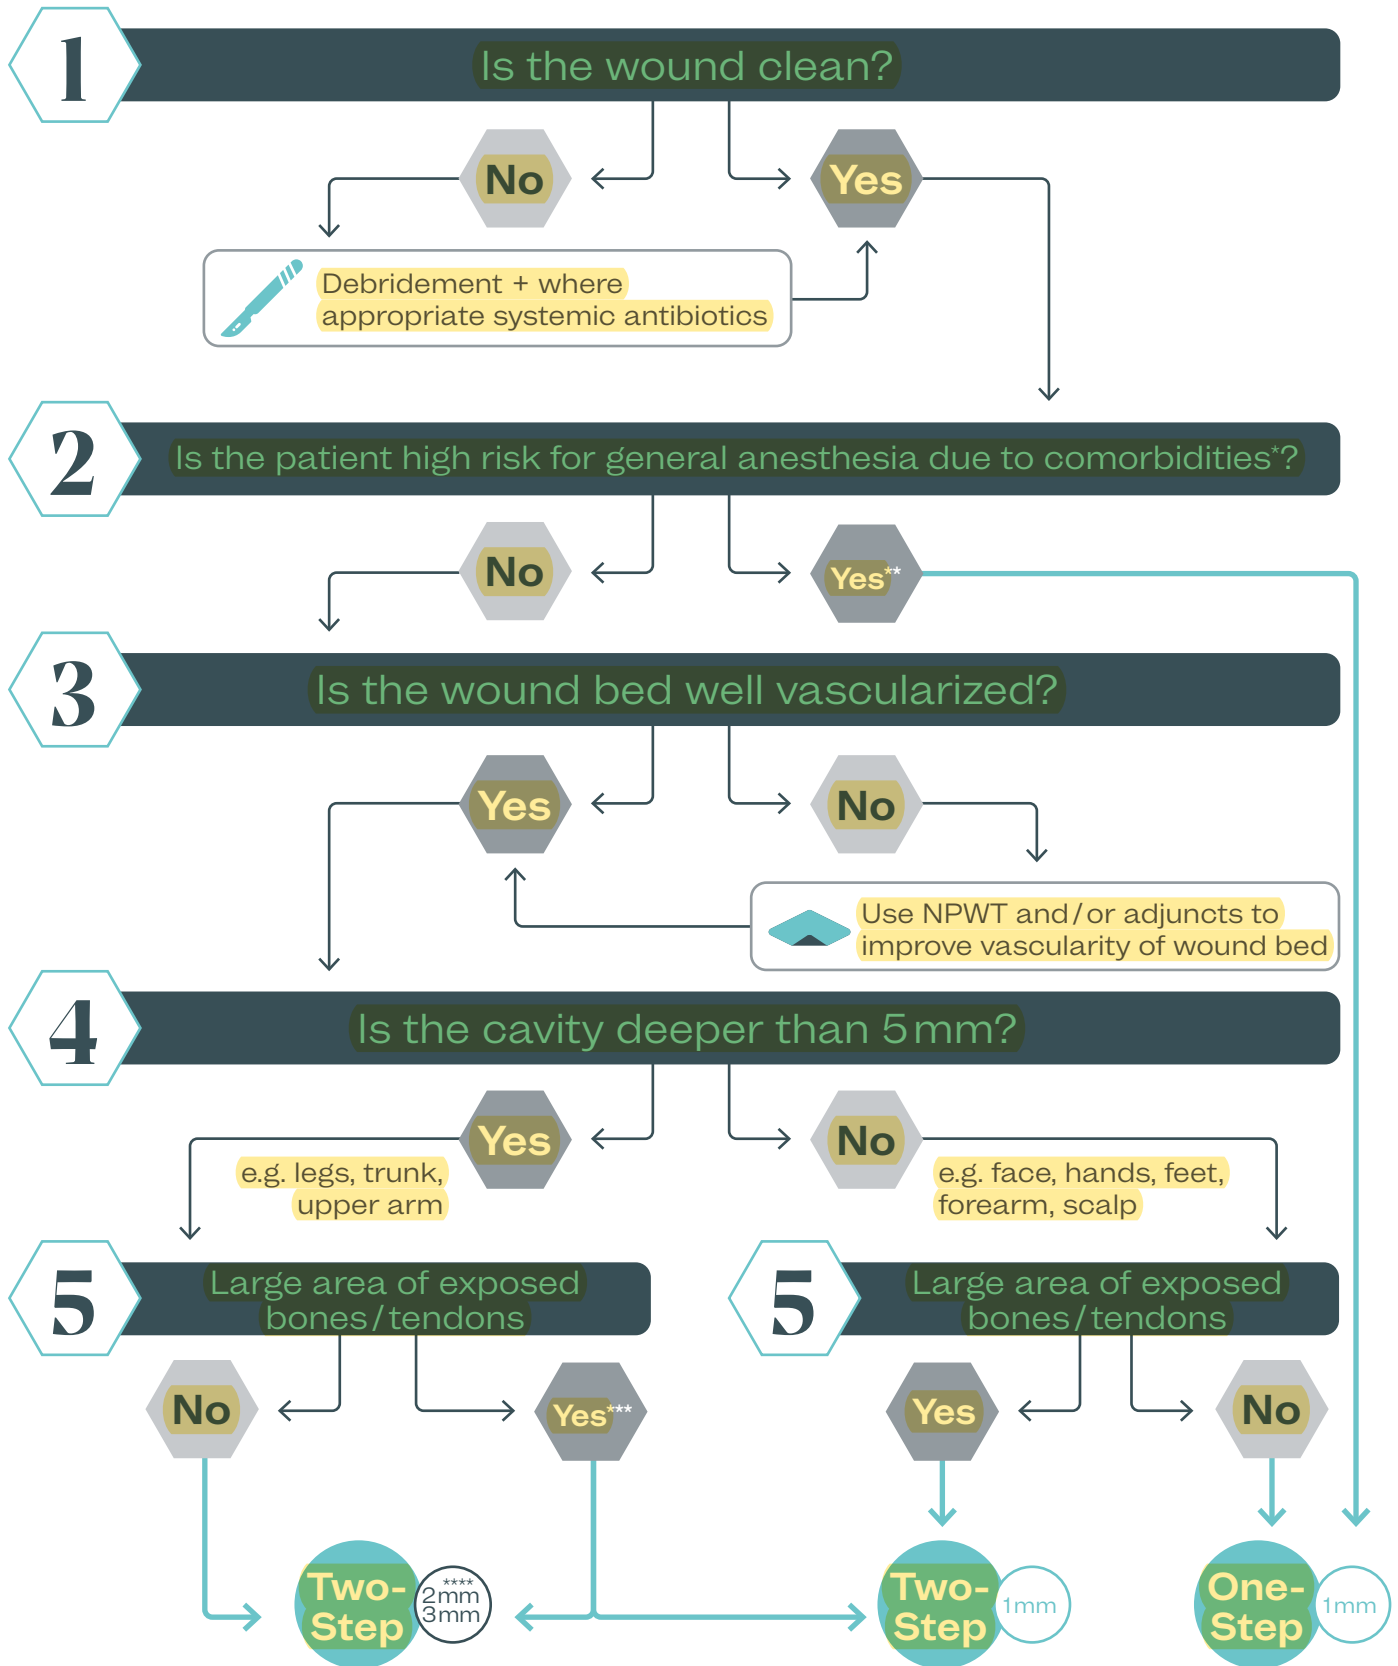 1
Is the wound clean?
No
Yes
Debridement + where
appropriate systemic antibiotics
2
Is the patient high risk for general anesthesia due to comorbidities*?
No
Yes**
3
Is the wound bed well vascularized?
Yes
No
Use NPWT and/or adjuncts to
improve vascularity of wound bed
4
Is the cavity deeper than 5mm?
Yes
No
e.g. legs, trunk,
upper arm
e.g. face, hands, feet,
forearm, scalp
5
Large area of exposed
bones/tendons
5
Large area of exposed
bones/tendons
No
Yes***
Yes
No
Two-
Step
****
2mm
3mm
Two-
Step
1mm
One-
Step
1mm